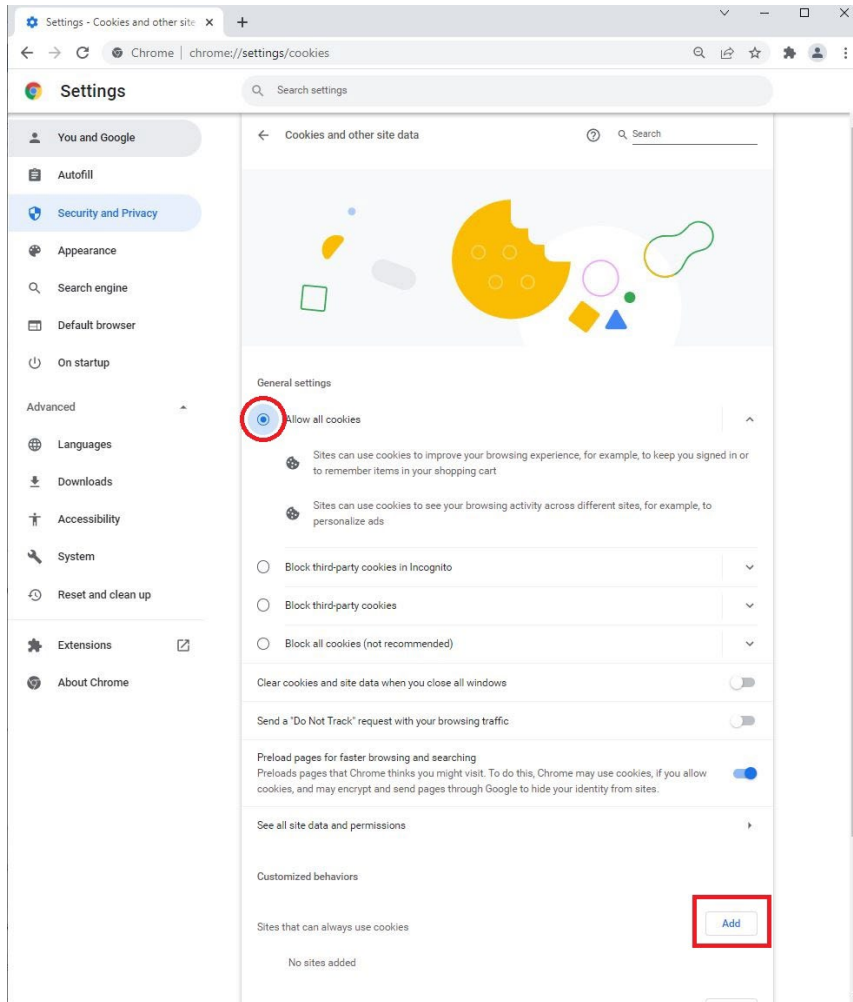 Settings - Cookies and other site
Chrome | chrome://settings/cookies
Settings
Search settings
You and Google
Autofill
Security and Privacy
Appearance
Search engine
Default browser
On startup
Advanced
Languages
Downloads
Accessibility
System
Reset and clean up
Extensions
About Chrome
Cookies and other site data
Search
General settings
Allow all cookies
Sites can use cookies to improve your browsing experience, for example, to keep you signed in or
to remember items in your shopping cart
Sites can use cookies to see your browsing activity across different sites, for example, to
personalize ads
Block third-party cookies in Incognito
Block third-party cookies
Block all cookies (not recommended)
Clear cookies and site data when you close all windows
Send a "Do Not Track" request with your browsing traffic
Preload pages for faster browsing and searching
Preloads pages that Chrome thinks you might visit. To do this, Chrome may use cookies, if you allow
cookies, and may encrypt and send pages through Google to hide your identity from sites.
See all site data and permissions
Customized behaviors
Sites that can always use cookies
Add
No sites added